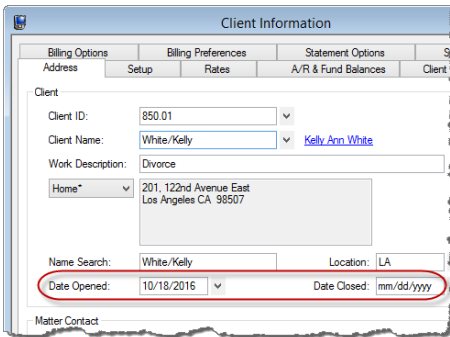 Client Information
Billing Options Billing Preferences Statement Options
Address Setup Rates A/R & Fund Balances Client
Client
Client ID: 850.01
Client Name: White/Kelly Kelly Ann White
Work Description: Divorce
Home* 201, 122nd Avenue East
Los Angeles CA 98507
Name Search: White/Kelly Location: LA
Date Opened: 10/18/2016 Date Closed: mm/dd/yyyy
Matter Contact